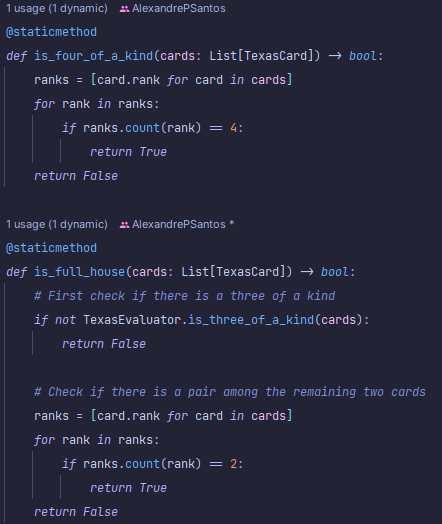 1 usage (1 dynamic) AlexandrePSantos
@staticmethod
def is_four_of_a_kind(cards: List[TexasCard]) -> bool:
    ranks = [card.rank for card in cards]
    for rank in ranks:
        if ranks.count(rank) == 4:
            return True
    return False
1 usage (1 dynamic) AlexandrePSantos *
@staticmethod
def is_full_house(cards: List[TexasCard]) -> bool:
    # First check if there is a three of a kind
    if not TexasEvaluator.is_three_of_a_kind(cards):
        return False
    # Check if there is a pair among the remaining two cards
    ranks = [card.rank for card in cards]
    for rank in ranks:
        if ranks.count(rank) == 2:
            return True
    return False